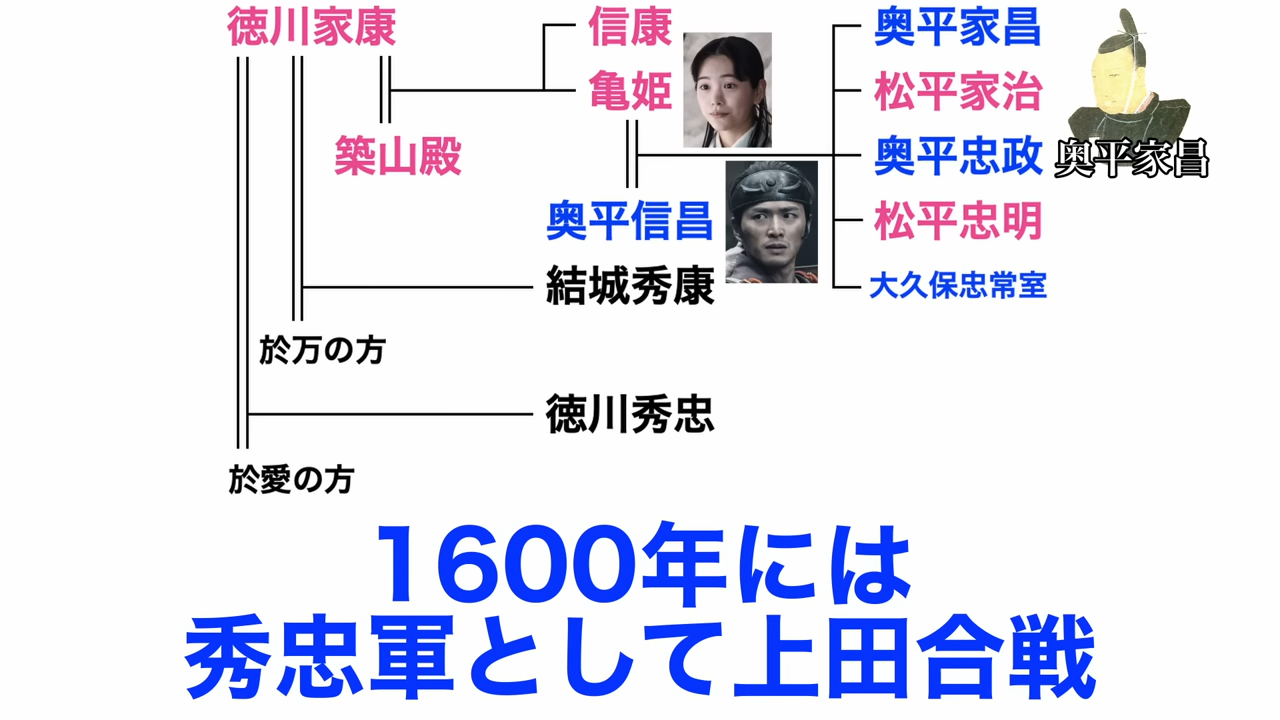 徳川家康
信康
奥平家昌
亀姫
松平家治
築山殿
奥平忠政
奥平家昌
奥平信昌
松平忠明
結城秀康
大久保忠常室
於万の方
徳川秀忠
於愛の方
1600年には
秀忠軍として上田合戦